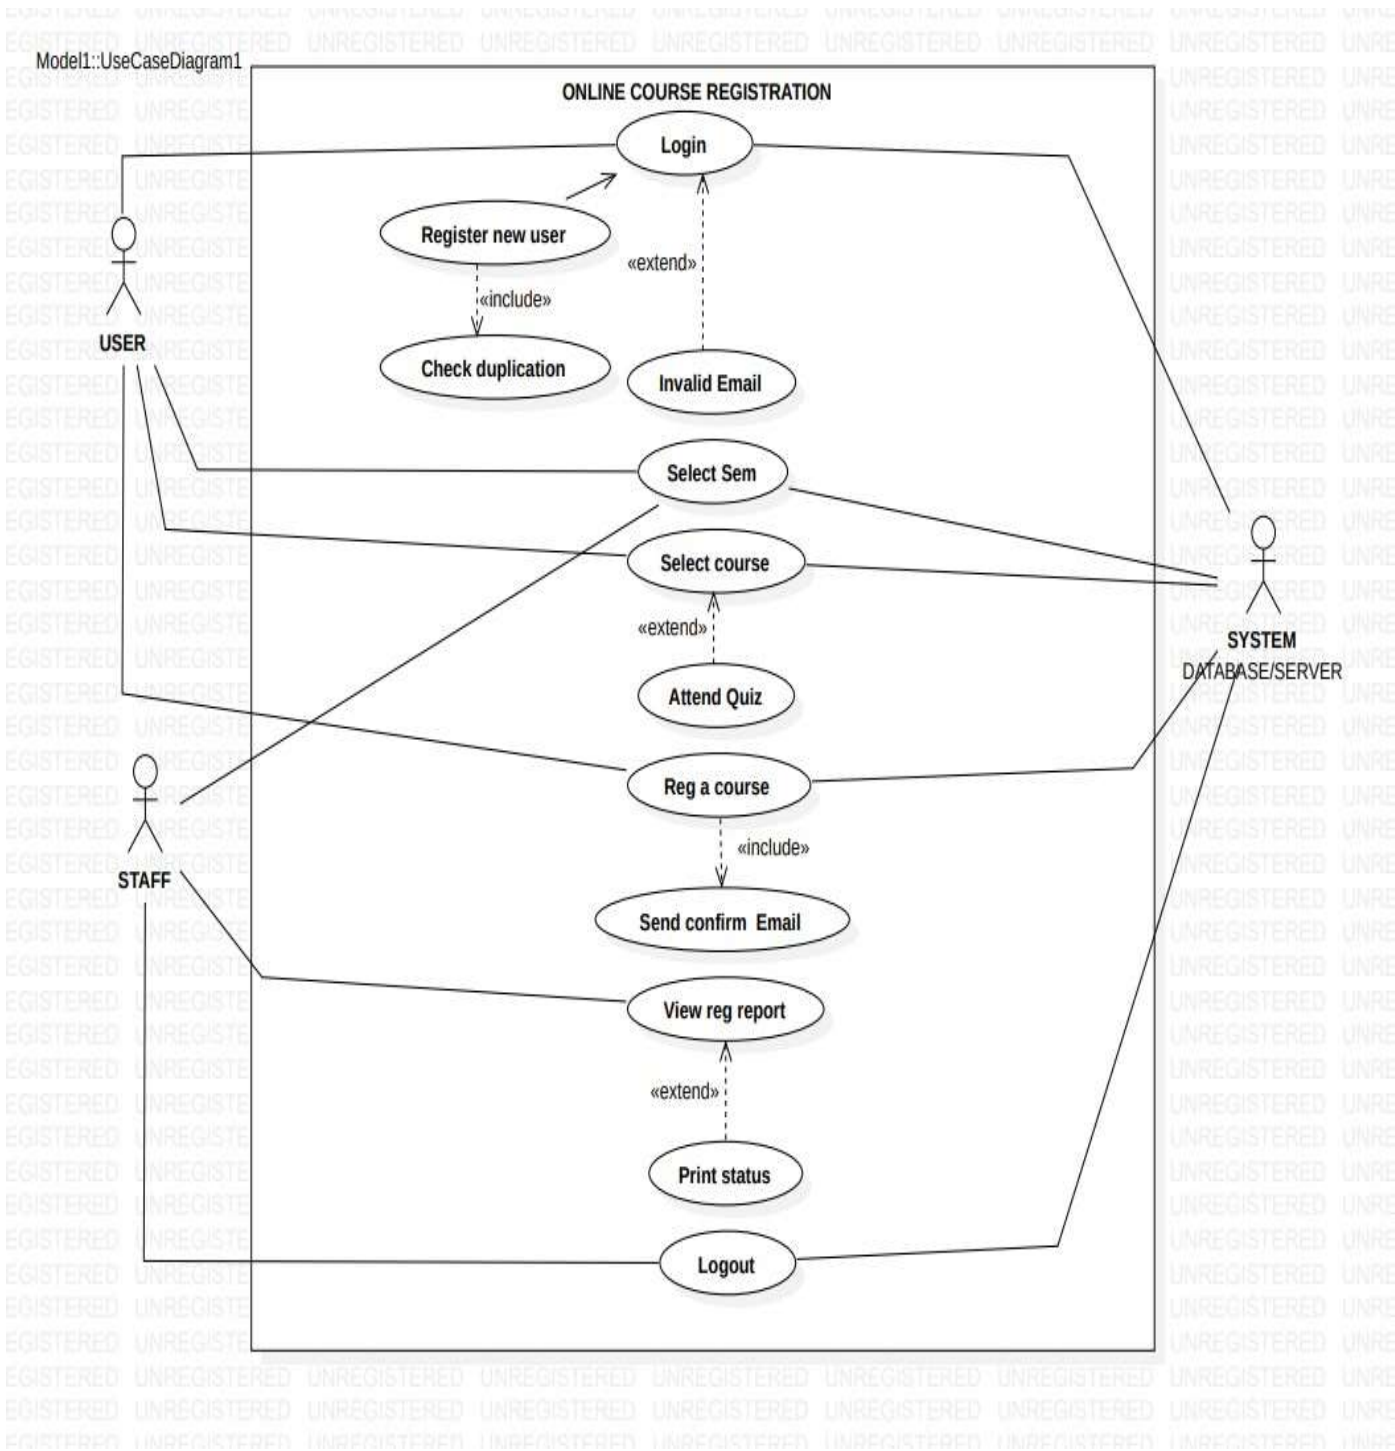 Model1::UseCaseDiagram1
ONLINE COURSE REGISTRATION
Login
Register new user
«extend»
«include»
USER
Check duplication
Invalid Email
Select Sem
Select course
«extend»
SYSTEM
DATABASE/SERVER
Attend Quiz
Reg a course
«include»
STAFF
Send confirm Email
View reg report
«extend»
Print status
Logout
UNREGISTERED